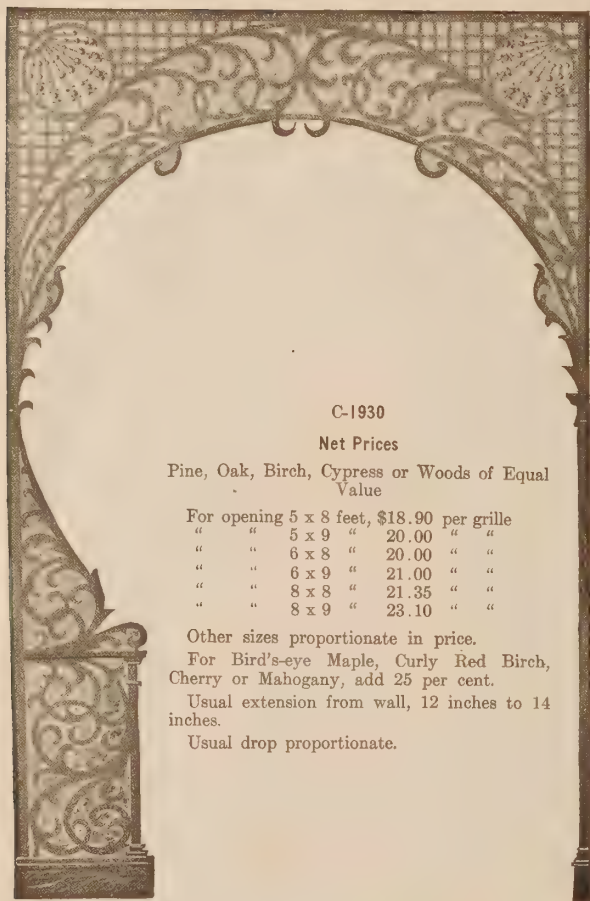 C-1930
Net Prices
Pine, Oak, Birch, Cypress or Woods of Equal
Value
For opening 5 x 8 feet, $18.90 per grille
“ “ 5 x 9 “ 20.00 “ “
“ “ 6 x 8 “ 20.00 “ “
“ “ 6 x 9 “ 21.00 “ “
“ “ 8 x 8 “ 21.35 “ “
“ “ 8 x 9 “ 23.10 “ “
Other sizes proportionate in price.
For Bird's-eye Maple, Curly Red Birch,
Cherry or Mahogany, add 25 per cent.
Usual extension from wall, 12 inches to 14
inches.
Usual drop proportionate.